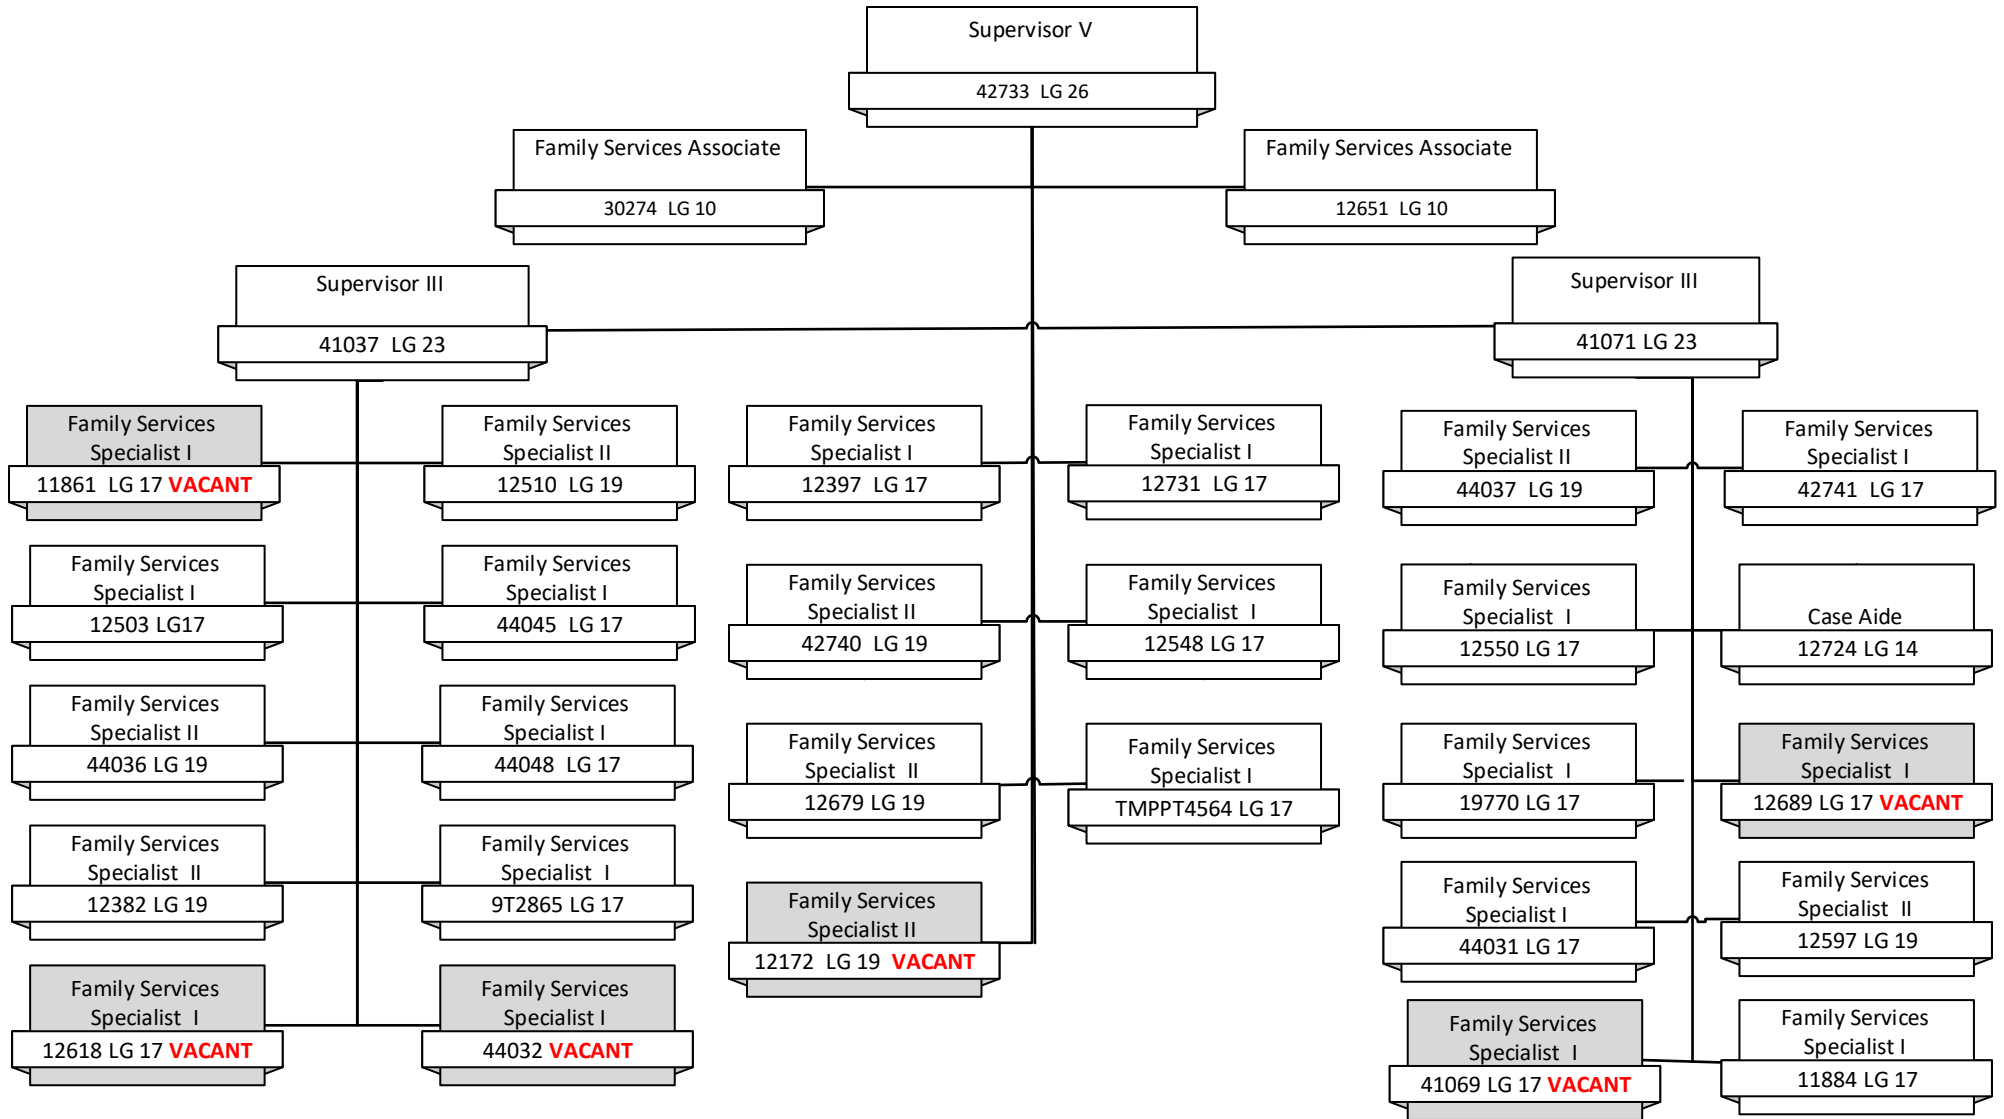 Supervisor V
42733 LG 26
Family Services Associate
30274 LG 10
Family Services Associate
12651 LG 10
Supervisor III
41037 LG 23
Supervisor III
41071 LG 23
Family Services
Specialist I
11861 LG 17 VACANT
Family Services
Specialist II
12510 LG 19
Family Services
Specialist I
12503 LG17
Family Services
Specialist I
44045 LG 17
Family Services
Specialist II
44036 LG 19
Family Services
Specialist I
44048 LG 17
Family Services
Specialist II
12382 LG 19
Family Services
Specialist I
9T2865 LG 17
Family Services
Specialist I
12618 LG 17 VACANT
Family Services
Specialist I
44032 VACANT
Family Services
Specialist I
12397 LG 17
Family Services
Specialist I
12731 LG 17
Family Services
Specialist II
42740 LG 19
Family Services
Specialist I
12548 LG 17
Family Services
Specialist II
12679 LG 19
Family Services
Specialist I
TMPPT4564 LG 17
Family Services
Specialist II
12172 LG 19 VACANT
Family Services
Specialist II
44037 LG 19
Family Services
Specialist I
42741 LG 17
Family Services
Specialist I
12550 LG 17
Case Aide
12724 LG 14
Family Services
Specialist I
19770 LG 17
Family Services
Specialist I
12689 LG 17 VACANT
Family Services
Specialist I
44031 LG 17
Family Services
Specialist II
12597 LG 19
Family Services
Specialist I
41069 LG 17 VACANT
Family Services
Specialist I
11884 LG 17